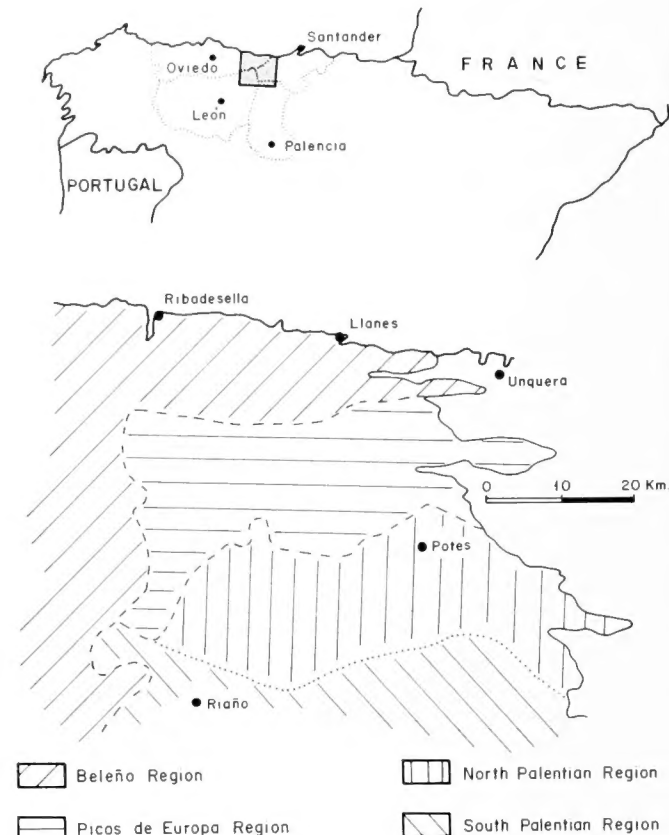 Santander
FRANCE
Oviedo
León
Palencia
PORTUGAL
Ribadesella
Llanes
Unquera
0 10 20 Km.
Potes
Riaño
Beleño Region
North Palentian Region
Picos de Europa Region
South Palentian Region